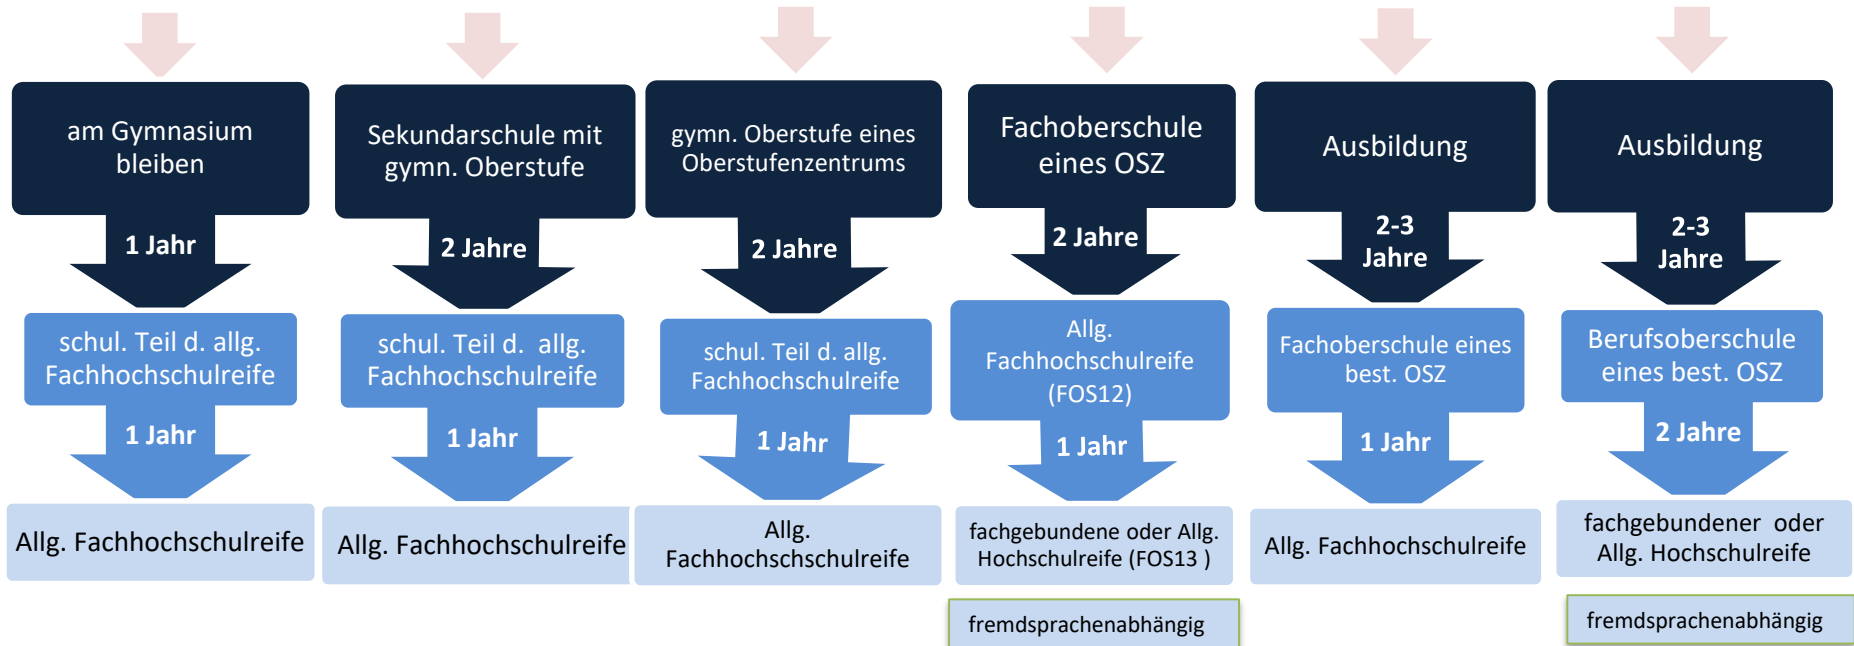 am Gymnasium
bleiben
1 Jahr
schul. Teil d. allg.
Fachhochschulreife
1 Jahr
Allg. Fachhochschulreife
Sekundarschule mit
gymn. Oberstufe
2 Jahre
schul. Teil d. allg.
Fachhochschulreife
1 Jahr
Allg. Fachhochschulreife
gymn. Oberstufe eines
Oberstufenzentrums
2 Jahre
schul. Teil d. allg.
Fachhochschulreife
1 Jahr
Allg.
Fachhochschschulreife
Fachoberschule
eines OSZ
2 Jahre
Allg.
Fachhochschulreife
(FOS12)
1 Jahr
fachgebundene oder Allg.
Hochschulreife (FOS13 )
fremdsprachenabhängig
Ausbildung
2-3
Jahre
Fachoberschule eines
best. OSZ
1 Jahr
Allg. Fachhochschulreife
Ausbildung
2-3
Jahre
Berufsoberschule
eines best. OSZ
2 Jahre
fachgebundener oder
Allg. Hochschulreife
fremdsprachenabhängig